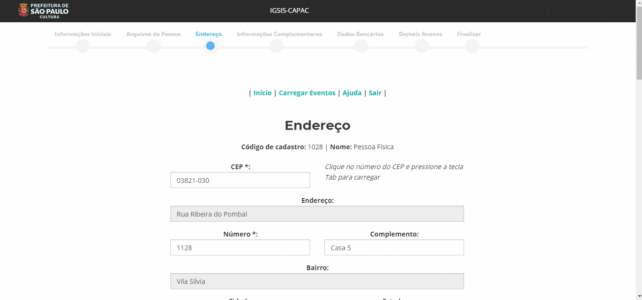 PREFEITURA DE
SÃO PAULO
CULTURA
IGSIS-CAPAC
Informações Iniciais Arquivos da Pessoa Endereço Informações Complementares Dados Bancários Demais Anexos Finalizar
| Início | Carregar Eventos | Ajuda | Sair |
Endereço
Código de cadastro: 1028 | Nome: Pessoa Física
CEP *:
Clique no número do CEP e pressione a tecla
Tab para carregar
03821-030
Endereço:
Rua Ribeira do Pombal
Número *: Complemento:
1128 Casa 5
Bairro:
Vila Sílvia